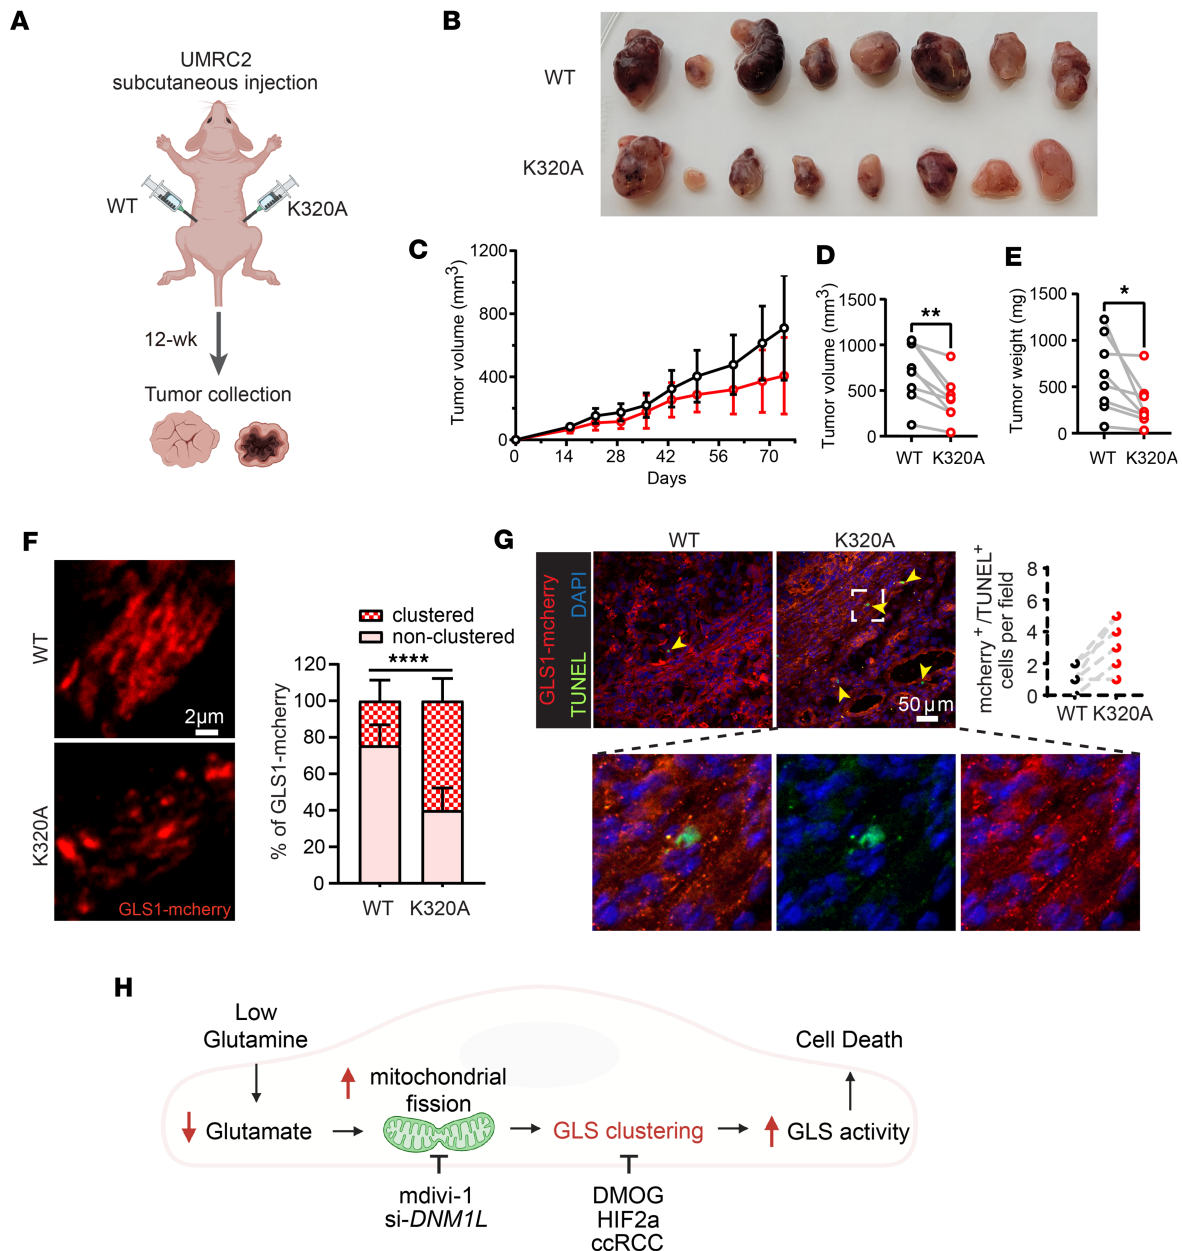 A
UMRC2
subcutaneous injection
WT
K320A
12-wk
Tumor collection
B
WT
K320A
C
Tumor volume (mm3)
1200
800
400
0
0 14 28 42 56 70
Days
D
Tumor volume (mm3)
1500
1000
500
0
**
WT K320A
E
Tumor weight (mg)
1500
1000
500
0
*
WT K320A
F
WT
2μm
K320A
GLS1-mcherry
clustered
non-clustered
% of GLS1-mcherry
120
100
80
60
40
20
0
****
WT K320A
G
WT
K320A
GLS1-mcherry
TUNEL DAPI
50 μm
mcherry+/TUNEL+
cells per field
8
6
4
2
0
WT K320A
H
Low
Glutamine
Glutamate
mitochondrial
fission
GLS clustering
GLS activity
Cell Death
mdivi-1
si-DNM1L
DMOG
HIF2a
ccRCC